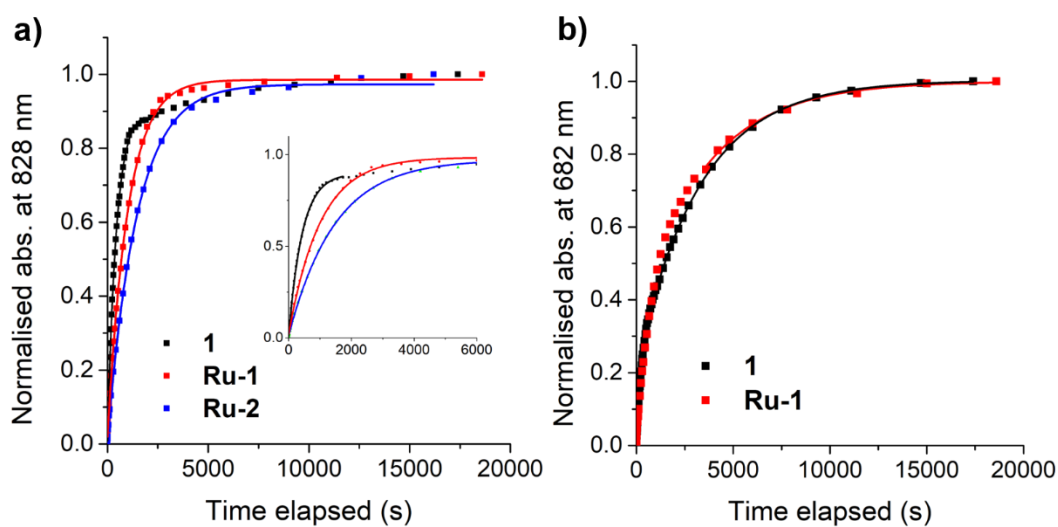 a)
Normalised abs. at 828 nm
1.0
0.8
0.6
0.4
0.2
0.0
0 5000 10000 15000 20000
Time elapsed (s)
1
Ru-1
Ru-2
1.0
0.5
0.0
0 2000 4000 6000
b)
Normalised abs. at 682 nm
1.0
0.8
0.6
0.4
0.2
0.0
0 5000 10000 15000 20000
Time elapsed (s)
1
Ru-1